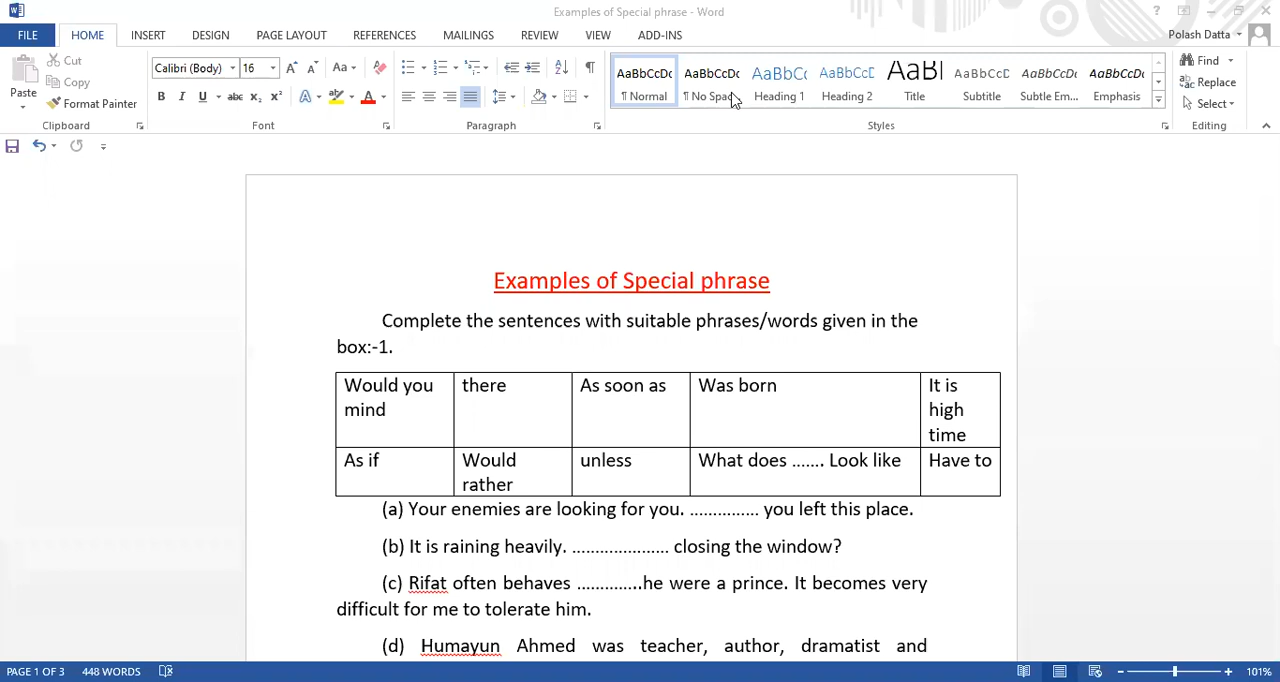 Examples of Special phrase - Word
FILE HOME INSERT DESIGN PAGE LAYOUT REFERENCES MAILINGS REVIEW VIEW ADD-INS Polash Datta
Paste Cut Copy Format Painter
Clipboard
Calibri (Body) 16
Font
Paragraph
AaBbCcDc ¶ Normal
AaBbCcDc ¶ No Spac
AaBbCc Heading 1
AaBbCcD Heading 2
AaBl Title
AaBbCcD Subtitle
AaBbCcDc Subtle Em...
AaBbCcDc Emphasis
Styles
Find
Replace
Select
Editing
Examples of Special phrase
Complete the sentences with suitable phrases/words given in the
box:-1.
Would you mind there As soon as Was born It is high time
As if Would rather unless What does ....... Look like Have to
(a) Your enemies are looking for you. ............... you left this place.
(b) It is raining heavily. ..................... closing the window?
(c) Rifat often behaves ..............he were a prince. It becomes very
difficult for me to tolerate him.
(d) Humayun Ahmed was teacher, author, dramatist and
PAGE 1 OF 3 448 WORDS 101%